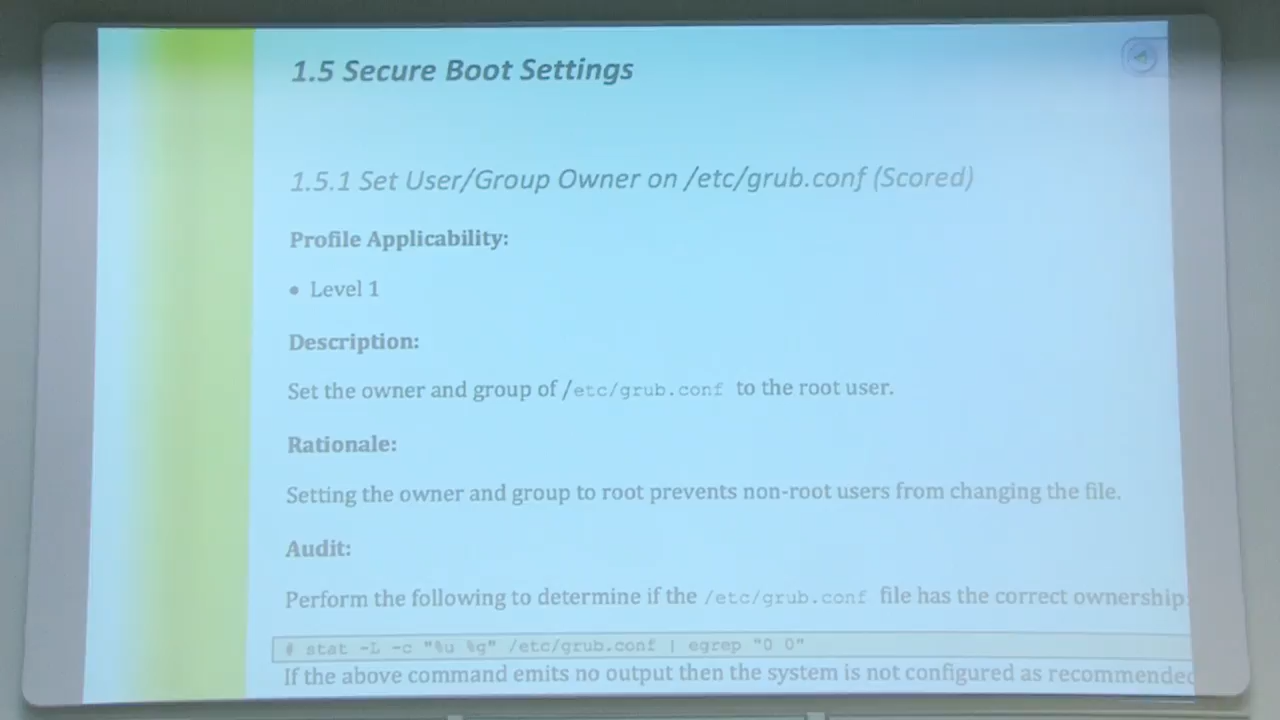 1.5 Secure Boot Settings
1.5.1 Set User/Group Owner on /etc/grub.conf (Scored)
Profile Applicability:
• Level 1
Description:
Set the owner and group of /etc/grub.conf to the root user.
Rationale:
Setting the owner and group to root prevents non-root users from changing the file.
Audit:
Perform the following to determine if the /etc/grub.conf file has the correct ownership:
# stat -L -c "%u %g" /etc/grub.conf | egrep "0 0"
If the above command emits no output then the system is not configured as recommended